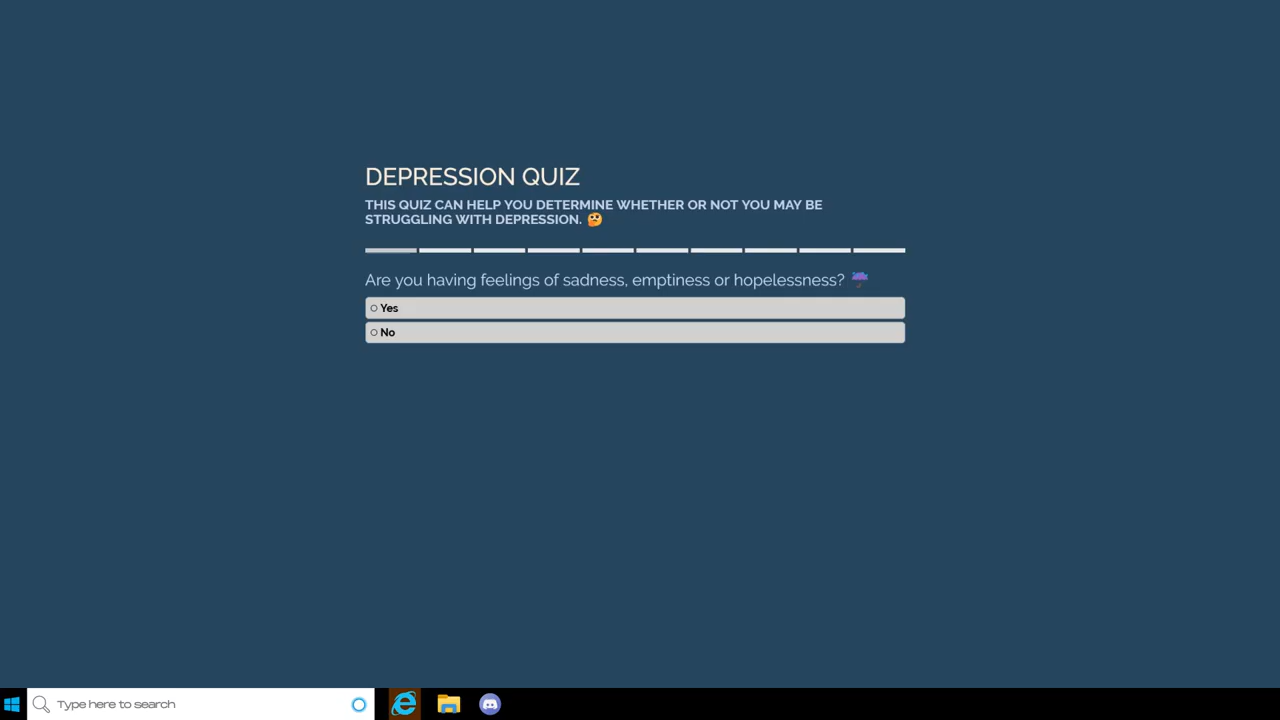 DEPRESSION QUIZ
THIS QUIZ CAN HELP YOU DETERMINE WHETHER OR NOT YOU MAY BE
STRUGGLING WITH DEPRESSION. 🤔
Are you having feelings of sadness, emptiness or hopelessness? ☔
Yes
No
Type here to search